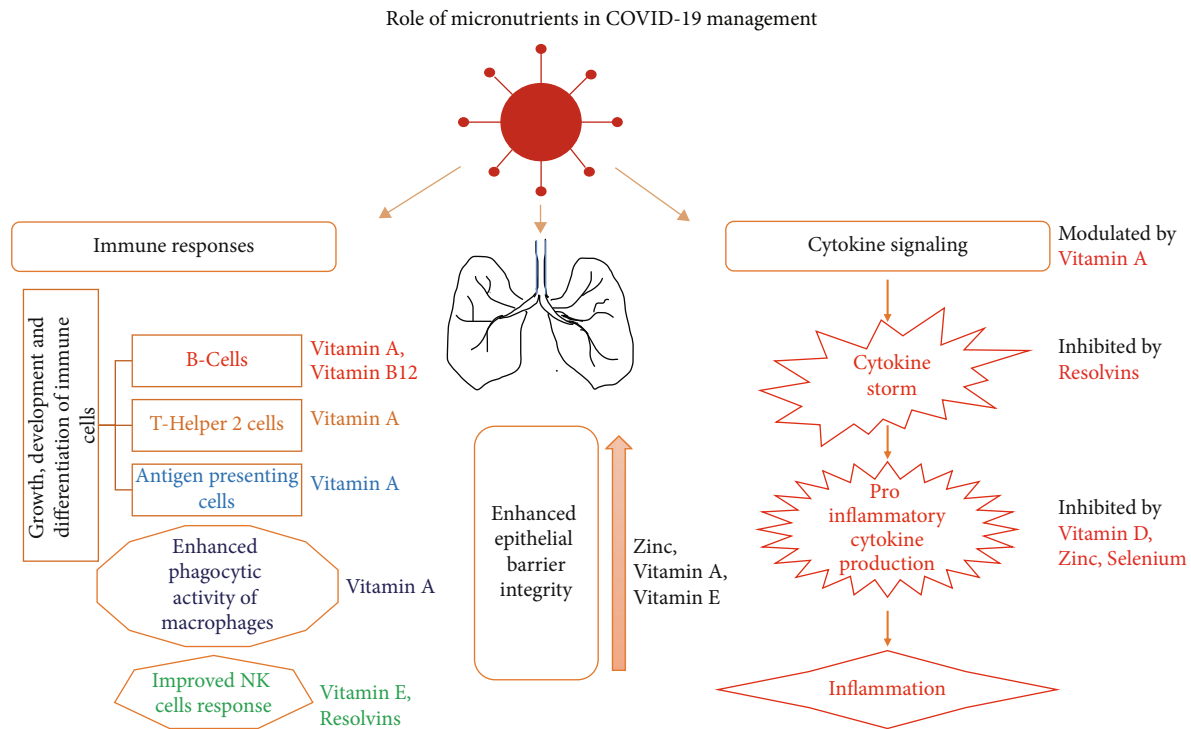 Role of micronutrients in COVID-19 management
Immune responses
Growth, development and
differentiation of immune
cells
B-Cells
Vitamin A,
Vitamin B12
T-Helper 2 cells
Vitamin A
Antigen presenting
cells
Vitamin A
Enhanced
phagocytic
activity of
macrophages
Vitamin A
Improved NK
cells response
Vitamin E,
Resolvins
Enhanced
epithelial
barrier
integrity
Zinc,
Vitamin A,
Vitamin E
Cytokine signaling
Modulated by
Vitamin A
Cytokine
storm
Inhibited by
Resolvins
Pro
inflammatory
cytokine
production
Inhibited by
Vitamin D,
Zinc, Selenium
Inflammation